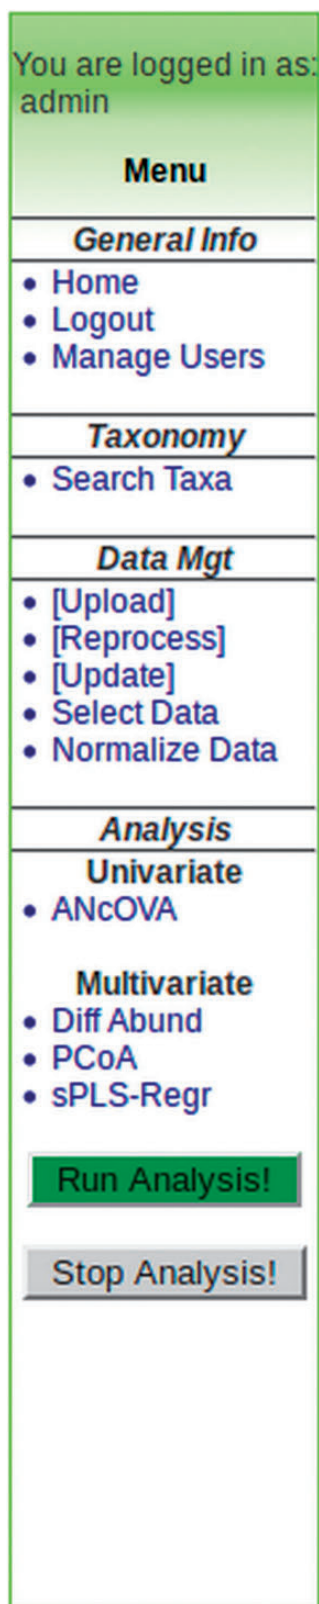 You are logged in as:
admin
Menu
General Info
Home
Logout
Manage Users
Taxonomy
Search Taxa
Data Mgt
[Upload]
[Reprocess]
[Update]
Select Data
Normalize Data
Analysis
Univariate
ANcOVA
Multivariate
Diff Abund
PCoA
sPLS-Regr
Run Analysis!
Stop Analysis!